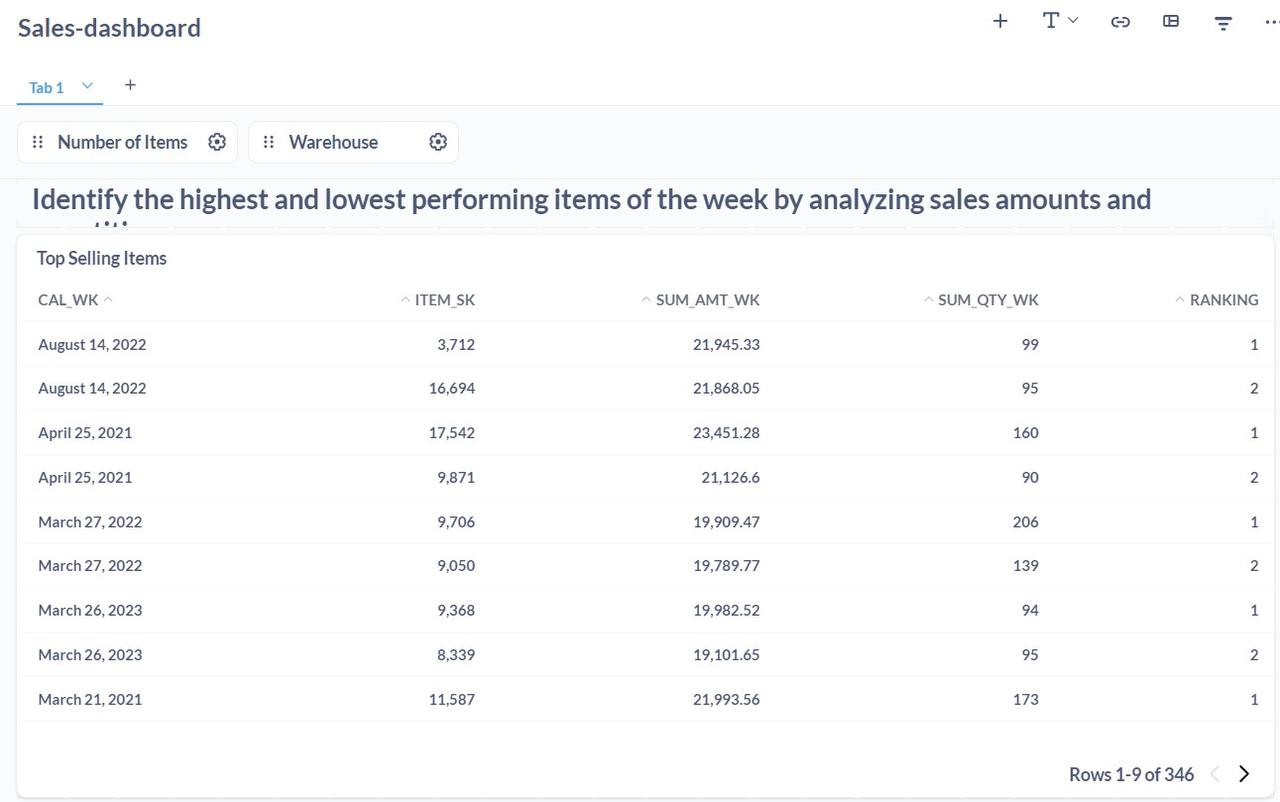 Sales-dashboard
Tab 1
Number of Items Warehouse
Identify the highest and lowest performing items of the week by analyzing sales amounts and
Top Selling Items
CAL_WK ITEM_SK SUM_AMT_WK SUM_QTY_WK RANKING
August 14, 2022 3,712 21,945.33 99 1
August 14, 2022 16,694 21,868.05 95 2
April 25, 2021 17,542 23,451.28 160 1
April 25, 2021 9,871 21,126.6 90 2
March 27, 2022 9,706 19,909.47 206 1
March 27, 2022 9,050 19,789.77 139 2
March 26, 2023 9,368 19,982.52 94 1
March 26, 2023 8,339 19,101.65 95 2
March 21, 2021 11,587 21,993.56 173 1
Rows 1-9 of 346